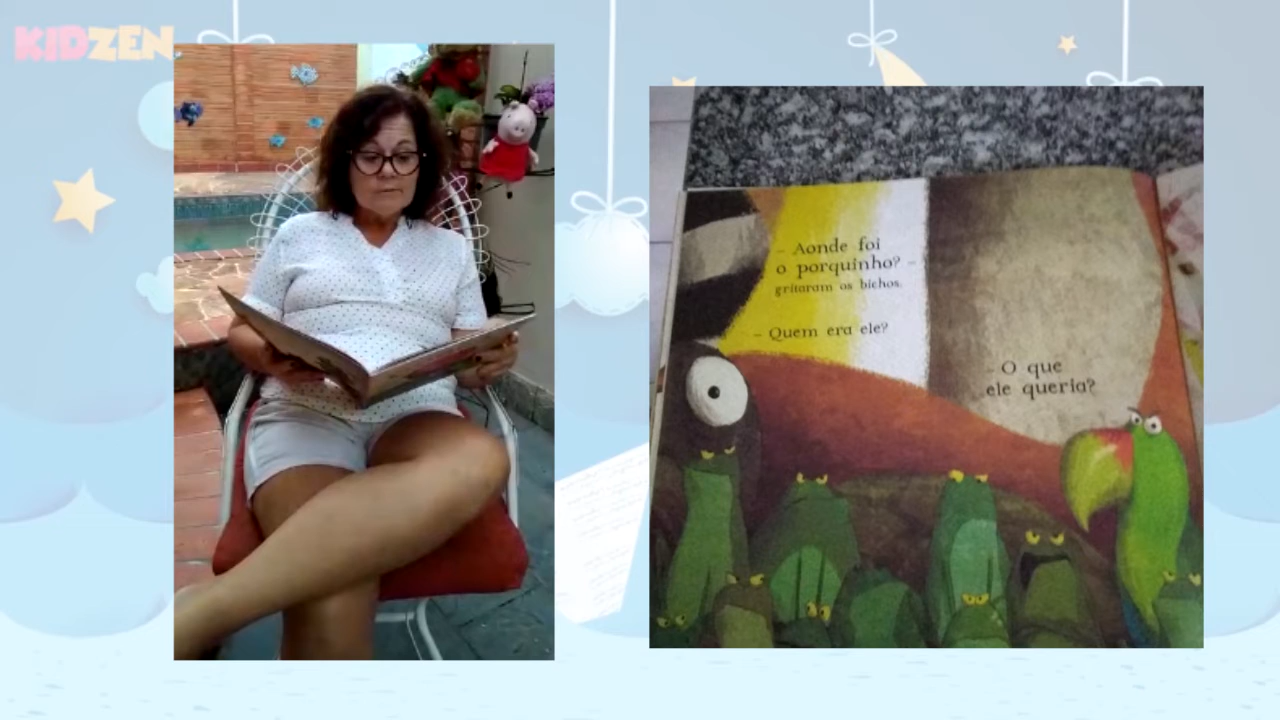 KIDZEN
– Aonde foi
o porquinho? –
gritaram os bichos.
– Quem era ele?
– O que
ele queria?